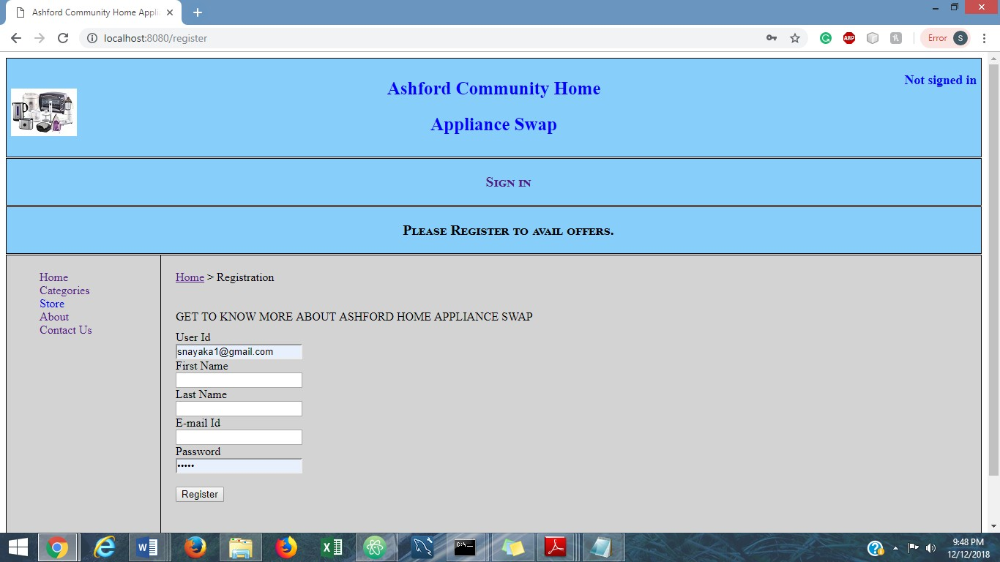 Ashford Community Home Appli
localhost:8080/register
ABP
Error
S
Ashford Community Home
Appliance Swap
Not signed in
Sign in
Please Register to avail offers.
Home
Categories
Store
About
Contact Us
Home > Registration
GET TO KNOW MORE ABOUT ASHFORD HOME APPLIANCE SWAP
User Id
snayaka1@gmail.com
First Name
Last Name
E-mail Id
Password
•••••
Register
9:48 PM
12/12/2018